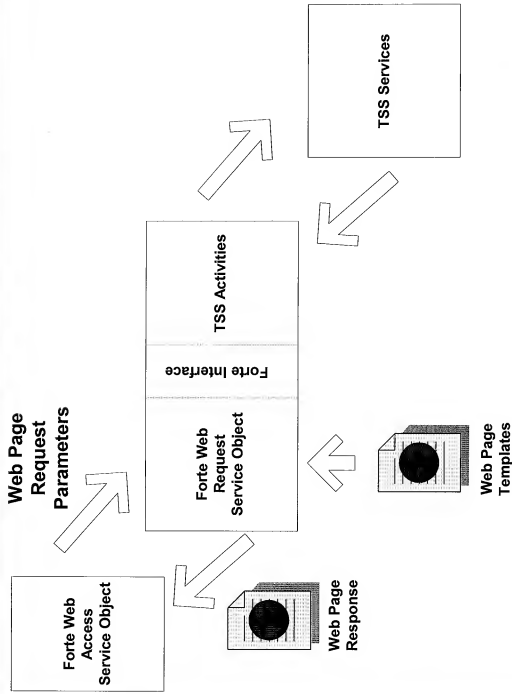 Web Page
Request
Parameters
Forte Web
Access
Service Object
Forte Web
Request
Service Object
Forte Interface
TSS Activities
TSS Services
Web Page
Response
Web Page
Templates